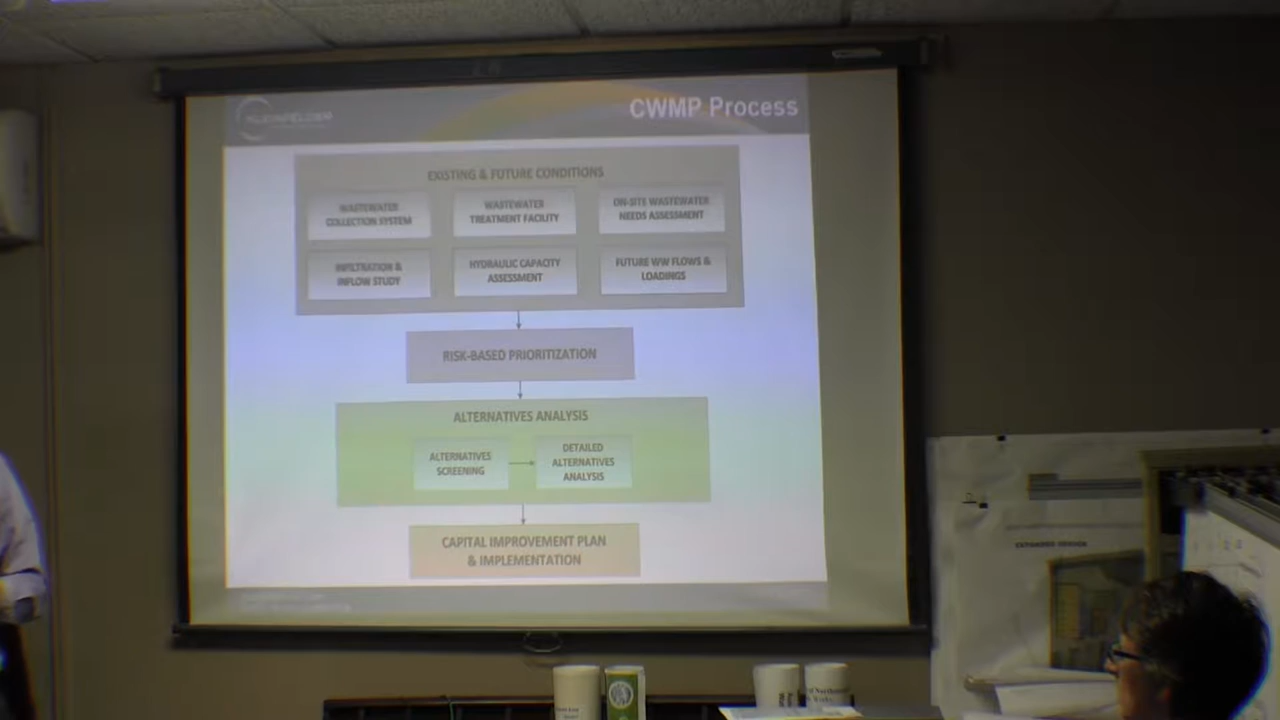 KLEINFELDER
CWMP Process
EXISTING & FUTURE CONDITIONS
WASTEWATER
COLLECTION SYSTEM
WASTEWATER
TREATMENT FACILITY
ON-SITE WASTEWATER
NEEDS ASSESSMENT
INFILTRATION &
INFLOW STUDY
HYDRAULIC CAPACITY
ASSESSMENT
FUTURE WW FLOWS &
LOADINGS
RISK-BASED PRIORITIZATION
ALTERNATIVES ANALYSIS
ALTERNATIVES
SCREENING
DETAILED
ALTERNATIVES
ANALYSIS
CAPITAL IMPROVEMENT PLAN
& IMPLEMENTATION
EXPANDED